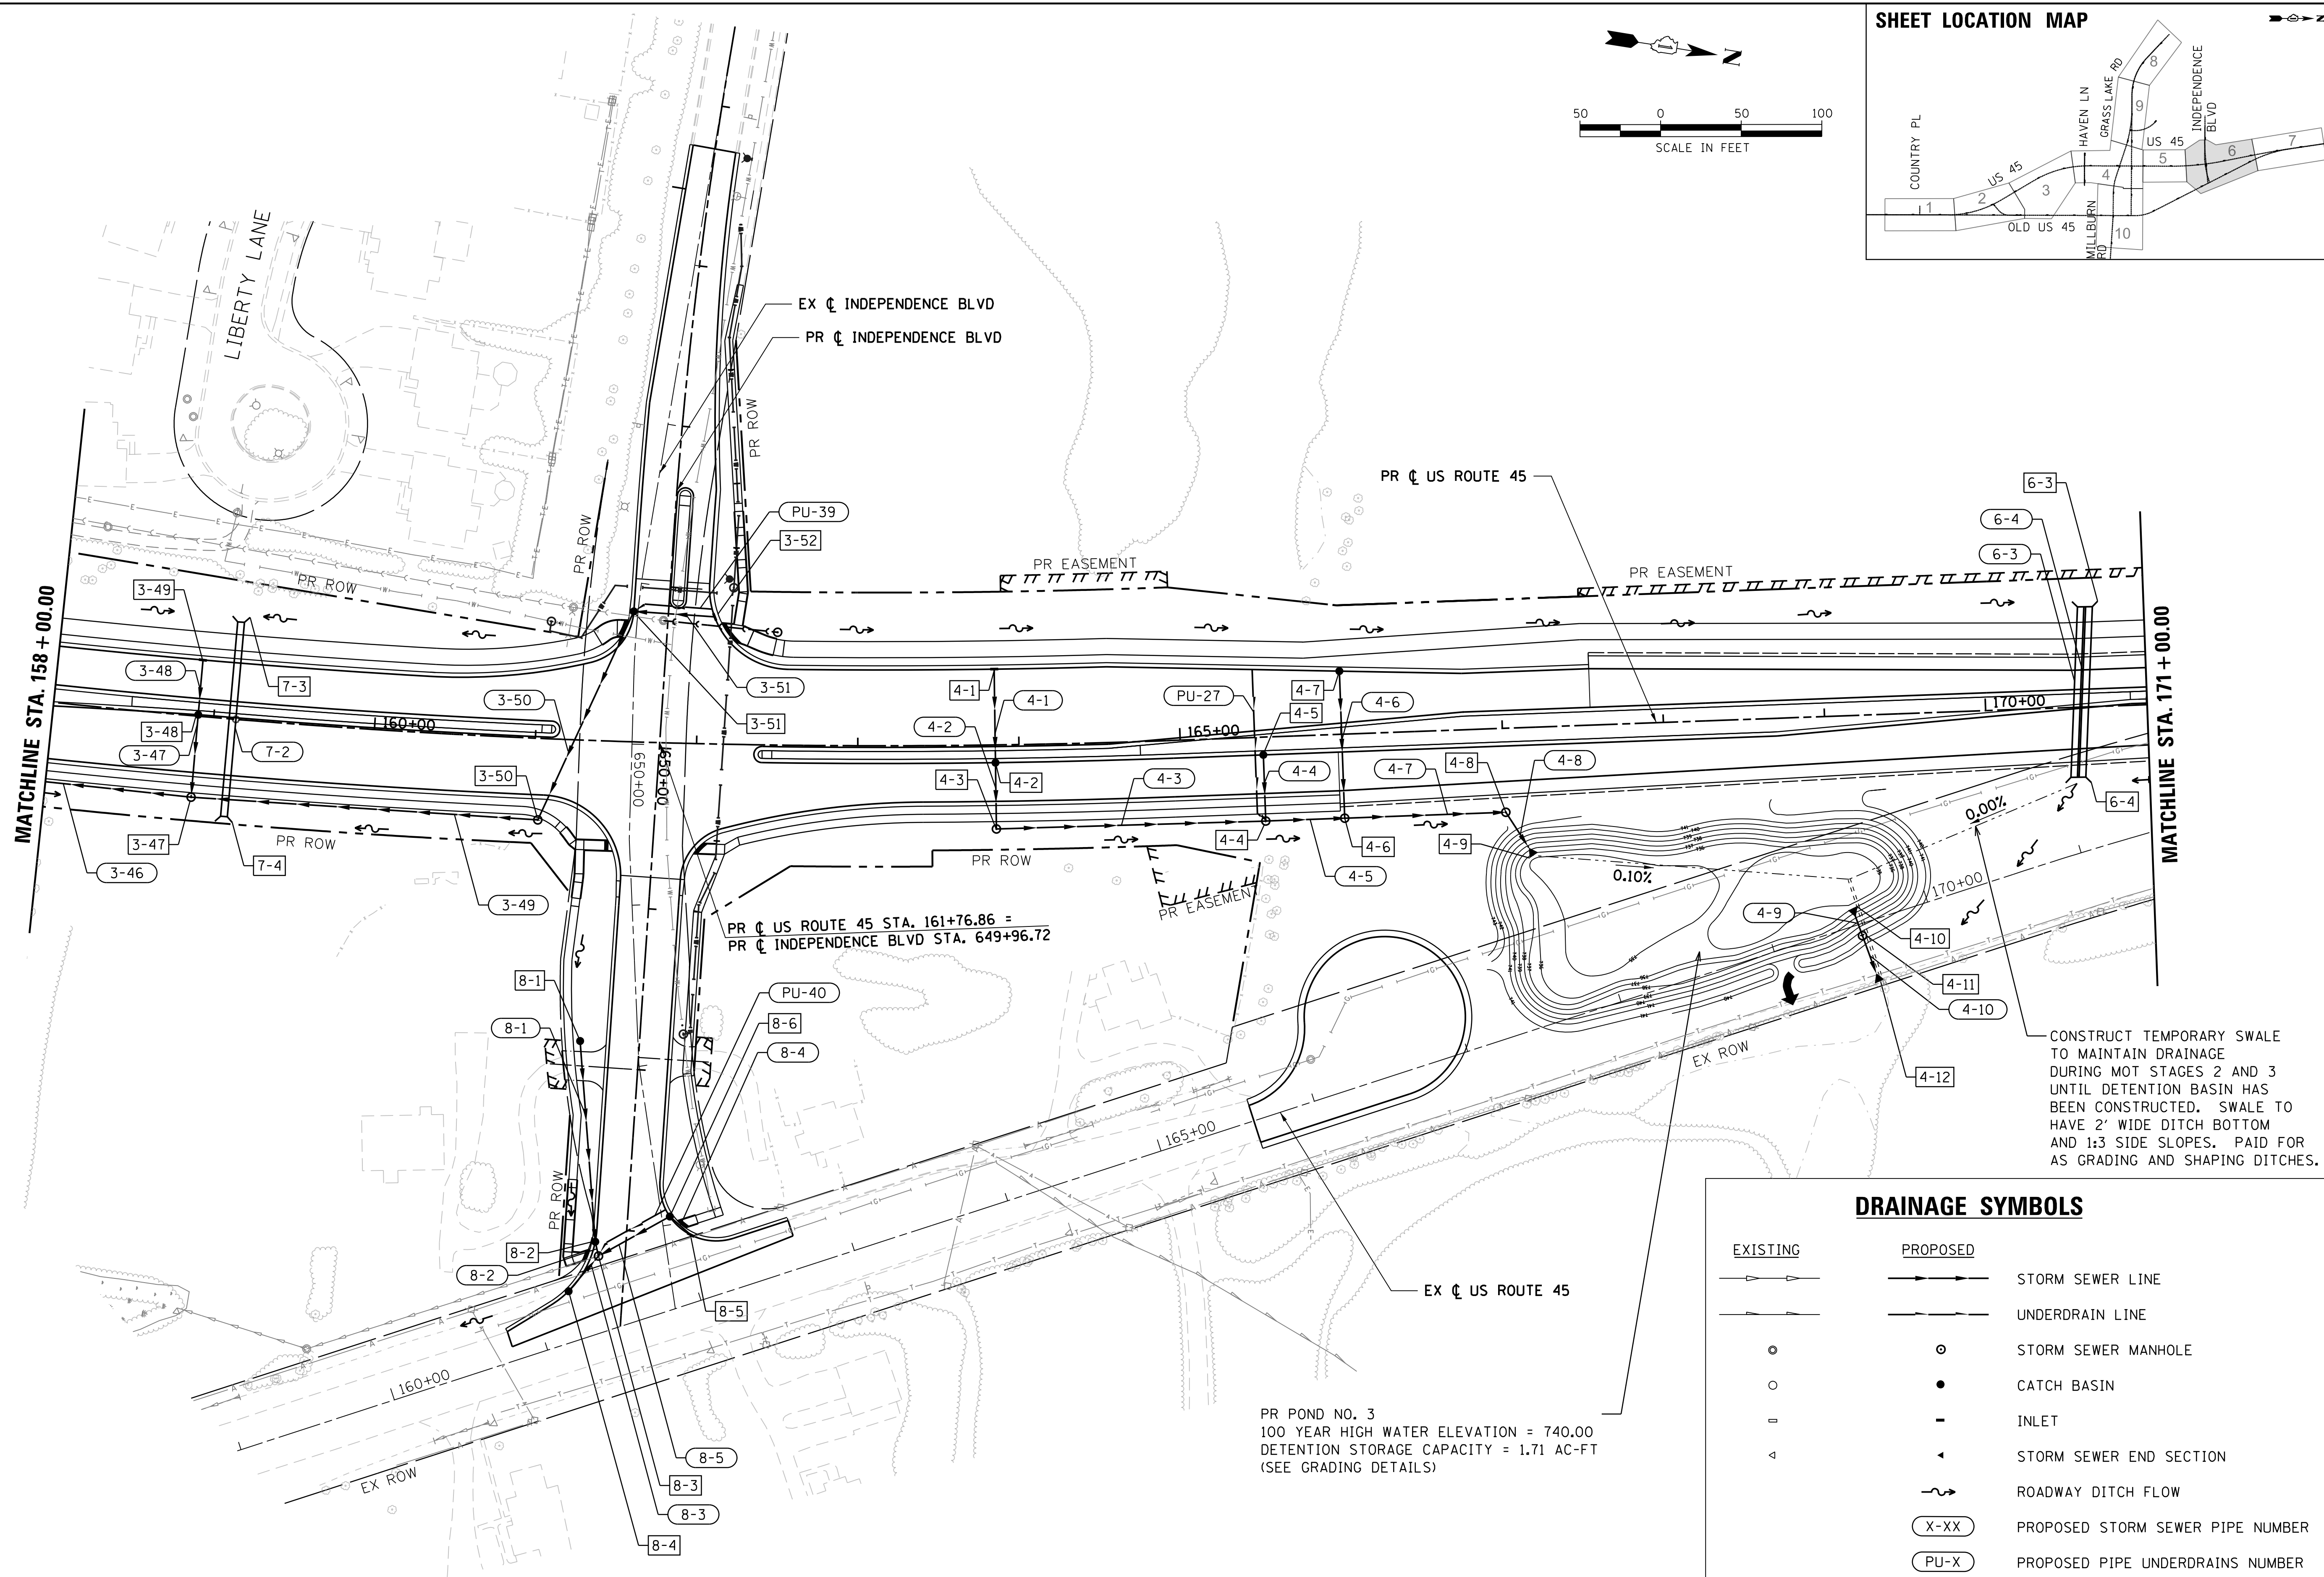 SHEET LOCATION MAP
N
COUNTRY PL
HAVEN LN
GRASS LAKE RD
INDEPENDENCE
BLVD
US 45
US 45
OLD US 45
MILLBURN
RD
1
2
3
4
5
6
7
8
9
10
N
50 0 50 100
SCALE IN FEET
LIBERTY LANE
EX ℄ INDEPENDENCE BLVD
PR ℄ INDEPENDENCE BLVD
PR ROW
PR ROW
PR ROW
PU-39
3-52
PR EASEMENT
PR ℄ US ROUTE 45
PR EASEMENT
6-3
6-4
6-3
MATCHLINE STA. 158+00.00
MATCHLINE STA. 171+00.00
3-49
3-48
7-3
3-48
3-47
7-2
160+00
3-50
3-51
3-51
4-1
4-1
4-2
PU-27
4-7
4-5
4-6
165+00
170+00
3-50
650+00
650+00
4-3
4-2
4-3
4-4
4-7
4-8
4-8
0.00%
6-4
3-47
3-46
7-4
PR ROW
3-49
4-4
4-6
4-9
4-5
PR ROW
PR EASEMENT
0.10%
170+00
4-9
4-10
4-11
4-10
4-12
PR ℄ US ROUTE 45 STA. 161+76.86 =
PR ℄ INDEPENDENCE BLVD STA. 649+96.72
8-1
8-1
PU-40
8-6
8-4
PR ROW
8-2
8-2
8-5
8-5
8-3
8-3
8-4
160+00
165+00
EX ROW
EX ROW
EX ℄ US ROUTE 45
CONSTRUCT TEMPORARY SWALE
TO MAINTAIN DRAINAGE
DURING MOT STAGES 2 AND 3
UNTIL DETENTION BASIN HAS
BEEN CONSTRUCTED. SWALE TO
HAVE 2' WIDE DITCH BOTTOM
AND 1:3 SIDE SLOPES. PAID FOR
AS GRADING AND SHAPING DITCHES.
PR POND NO. 3
100 YEAR HIGH WATER ELEVATION = 740.00
DETENTION STORAGE CAPACITY = 1.71 AC-FT
(SEE GRADING DETAILS)
DRAINAGE SYMBOLS
EXISTING PROPOSED
STORM SEWER LINE
UNDERDRAIN LINE
STORM SEWER MANHOLE
CATCH BASIN
INLET
STORM SEWER END SECTION
ROADWAY DITCH FLOW
X-XX PROPOSED STORM SEWER PIPE NUMBER
PU-X PROPOSED PIPE UNDERDRAINS NUMBER